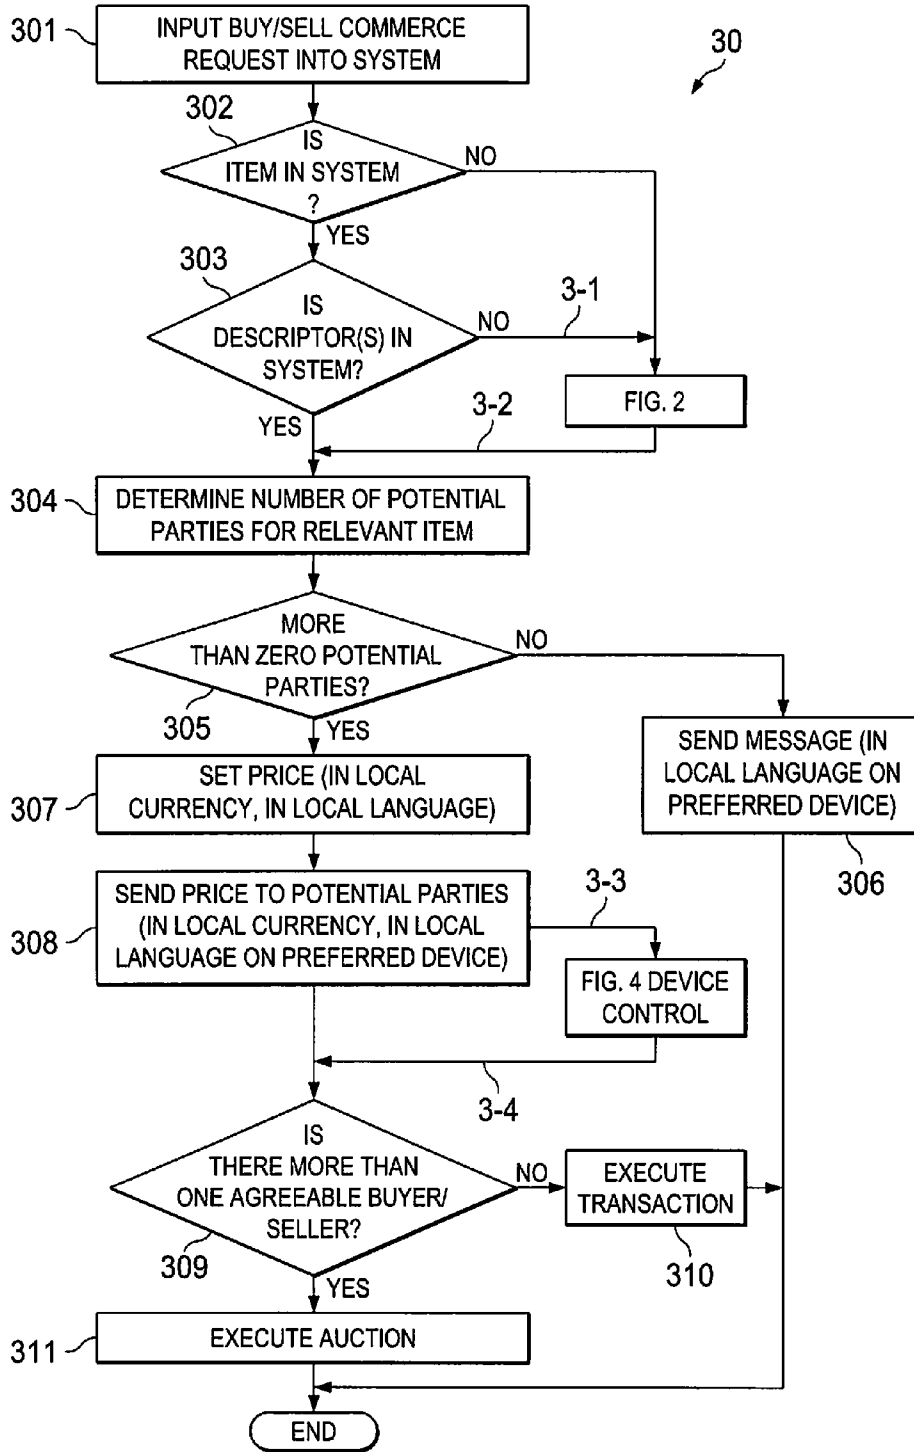 301
INPUT BUY/SELL COMMERCE
REQUEST INTO SYSTEM
30
302
IS
ITEM IN SYSTEM
?
NO
YES
303
IS
DESCRIPTOR(S) IN
SYSTEM?
NO
3-1
YES
FIG. 2
3-2
304
DETERMINE NUMBER OF POTENTIAL
PARTIES FOR RELEVANT ITEM
MORE
THAN ZERO POTENTIAL
PARTIES?
NO
305
YES
SEND MESSAGE (IN
LOCAL LANGUAGE ON
PREFERRED DEVICE)
306
307
SET PRICE (IN LOCAL
CURRENCY, IN LOCAL LANGUAGE)
308
SEND PRICE TO POTENTIAL PARTIES
(IN LOCAL CURRENCY, IN LOCAL
LANGUAGE ON PREFERRED DEVICE)
3-3
FIG. 4 DEVICE
CONTROL
3-4
IS
THERE MORE THAN
ONE AGREEABLE BUYER/
SELLER?
309
NO
EXECUTE
TRANSACTION
310
YES
311
EXECUTE AUCTION
END